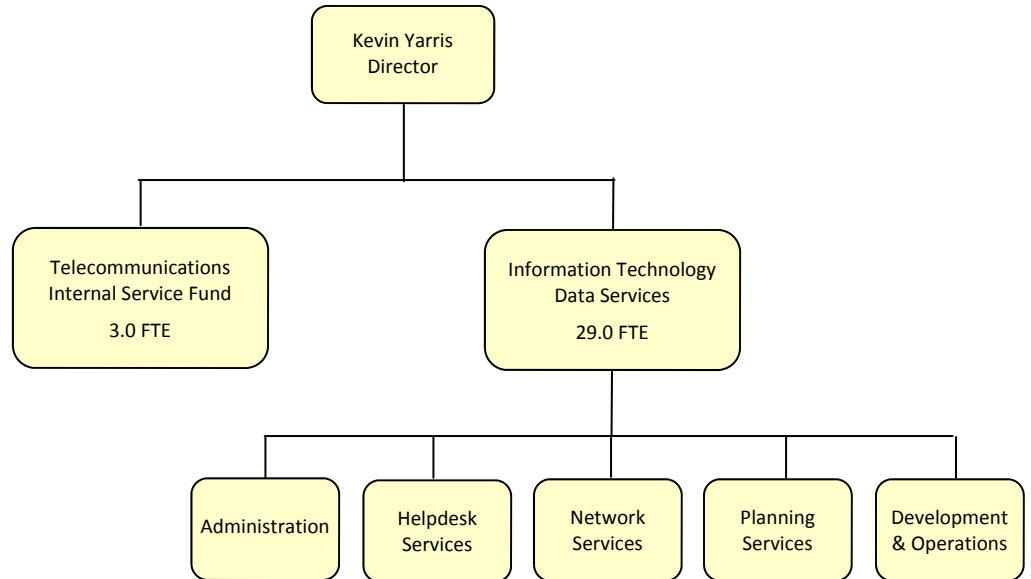 Kevin Yarris
Director
Telecommunications
Internal Service Fund
3.0 FTE
Information Technology
Data Services
29.0 FTE
Administration
Helpdesk
Services
Network
Services
Planning
Services
Development
& Operations